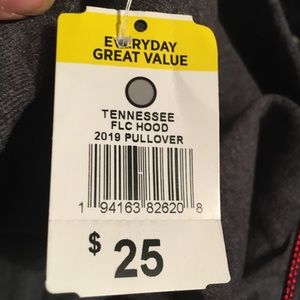 EVERYDAY
GREAT VALUE
TENNESSEE
FLC HOOD
2019 PULLOVER
1 94163 82620 8
$ 25